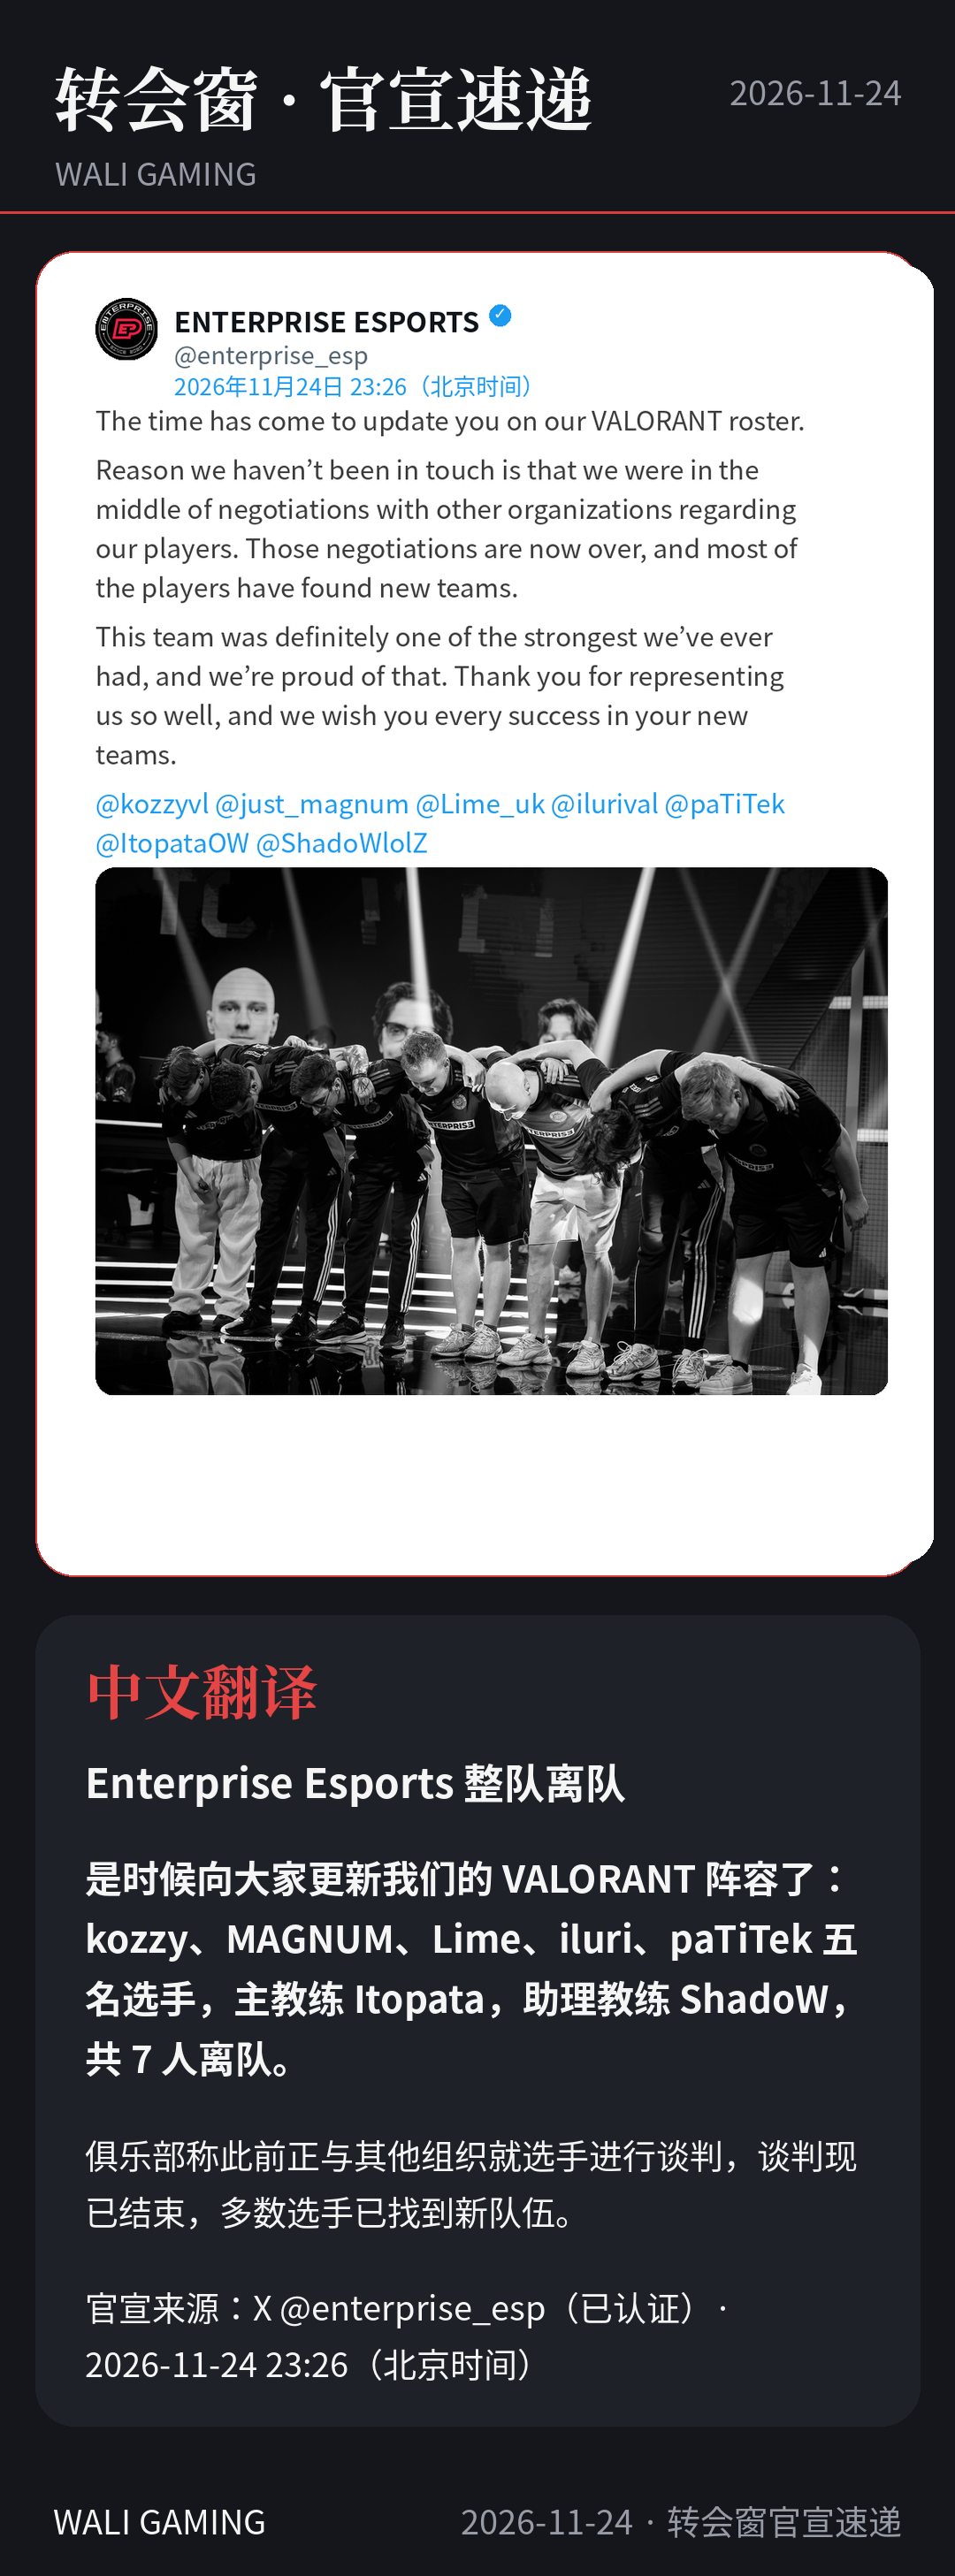 转会窗 · 官宣速递
2026-11-24
WALI GAMING
ENTERPRISE
EP
ENTERPRISE ESPORTS ✓
@enterprise_esp
2026年11月24日 23:26（北京时间）
The time has come to update you on our VALORANT roster.
Reason we haven’t been in touch is that we were in the
middle of negotiations with other organizations regarding
our players. Those negotiations are now over, and most of
the players have found new teams.
This team was definitely one of the strongest we’ve ever
had, and we’re proud of that. Thank you for representing
us so well, and we wish you every success in your new
teams.
@kozzyvl @just_magnum @Lime_uk @ilurival @paTiTek
@ItopataOW @ShadoWlolZ
中文翻译
Enterprise Esports 整队离队
是时候向大家更新我们的 VALORANT 阵容了：
kozzy、MAGNUM、Lime、iluri、paTiTek 五
名选手，主教练 Itopata，助理教练 ShadoW，
共 7 人离队。
俱乐部称此前正与其他组织就选手进行谈判，谈判现
已结束，多数选手已找到新队伍。
官宣来源：X @enterprise_esp（已认证） ·
2026-11-24 23:26（北京时间）
WALI GAMING
2026-11-24 · 转会窗官宣速递